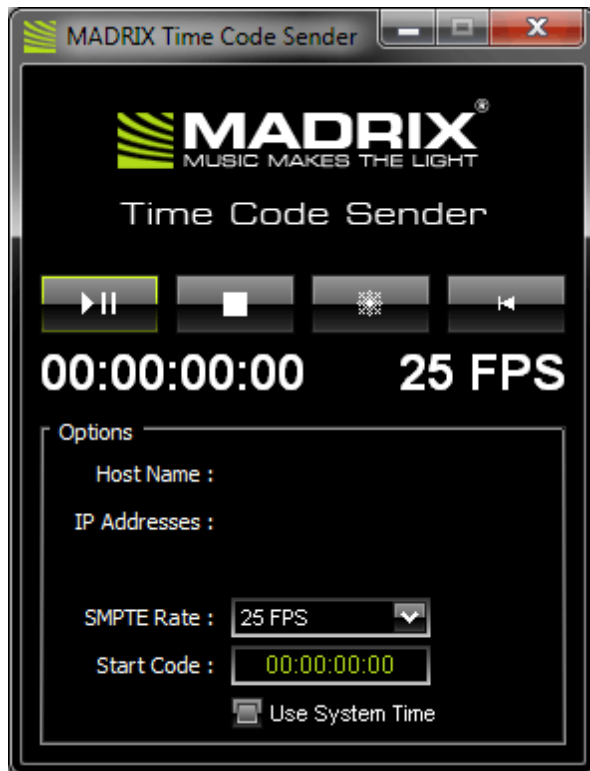 MADRIX Time Code Sender
MADRIX®
MUSIC MAKES THE LIGHT
Time Code Sender
00:00:00:00 25 FPS
Options
Host Name :
IP Addresses :
SMPTE Rate : 25 FPS
Start Code : 00:00:00:00
Use System Time